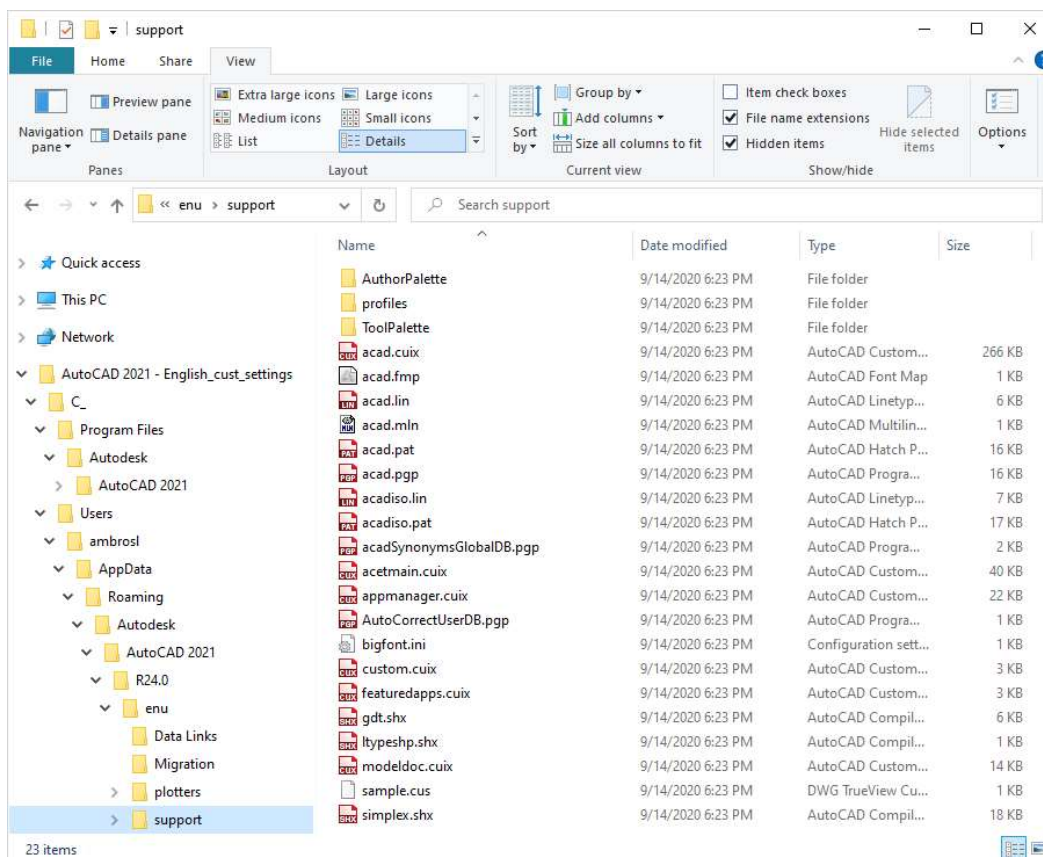 support
File Home Share View
Navigation pane
Preview pane
Details pane
Panes
Extra large icons Large icons
Medium icons Small icons
List Details
Layout
Sort by
Group by
Add columns
Size all columns to fit
Current view
Item check boxes
File name extensions
Hidden items
Hide selected items
Show/hide
Options
« enu > support
Search support
Quick access
This PC
Network
AutoCAD 2021 - English_cust_settings
C_
Program Files
Autodesk
AutoCAD 2021
Users
ambrosl
AppData
Roaming
Autodesk
AutoCAD 2021
R24.0
enu
Data Links
Migration
plotters
support
Name Date modified Type Size
AuthorPalette 9/14/2020 6:23 PM File folder
profiles 9/14/2020 6:23 PM File folder
ToolPalette 9/14/2020 6:23 PM File folder
acad.cuix 9/14/2020 6:23 PM AutoCAD Custom... 266 KB
acad.fmp 9/14/2020 6:23 PM AutoCAD Font Map 1 KB
acad.lin 9/14/2020 6:23 PM AutoCAD Linetyp... 6 KB
acad.mln 9/14/2020 6:23 PM AutoCAD Multilin... 1 KB
acad.pat 9/14/2020 6:23 PM AutoCAD Hatch P... 16 KB
acad.pgp 9/14/2020 6:23 PM AutoCAD Progra... 16 KB
acadiso.lin 9/14/2020 6:23 PM AutoCAD Linetyp... 7 KB
acadiso.pat 9/14/2020 6:23 PM AutoCAD Hatch P... 17 KB
acadSynonymsGlobalDB.pgp 9/14/2020 6:23 PM AutoCAD Progra... 2 KB
acetmain.cuix 9/14/2020 6:23 PM AutoCAD Custom... 40 KB
appmanager.cuix 9/14/2020 6:23 PM AutoCAD Custom... 22 KB
AutoCorrectUserDB.pgp 9/14/2020 6:23 PM AutoCAD Progra... 1 KB
bigfont.ini 9/14/2020 6:23 PM Configuration sett... 1 KB
custom.cuix 9/14/2020 6:23 PM AutoCAD Custom... 3 KB
featuredapps.cuix 9/14/2020 6:23 PM AutoCAD Custom... 3 KB
gdt.shx 9/14/2020 6:23 PM AutoCAD Compil... 6 KB
ltypeshp.shx 9/14/2020 6:23 PM AutoCAD Compil... 1 KB
modeldoc.cuix 9/14/2020 6:23 PM AutoCAD Custom... 14 KB
sample.cus 9/14/2020 6:23 PM DWG TrueView Cu... 1 KB
simplex.shx 9/14/2020 6:23 PM AutoCAD Compil... 18 KB
23 items